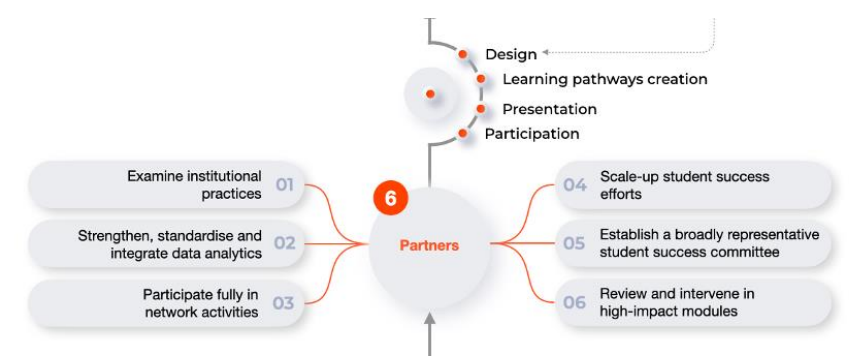 Design
Learning pathways creation
Presentation
Participation
Examine institutional
practices
01
Strengthen, standardise and
integrate data analytics
02
Participate fully in
network activities
03
6
Partners
04
Scale-up student success
efforts
05
Establish a broadly representative
student success committee
06
Review and intervene in
high-impact modules